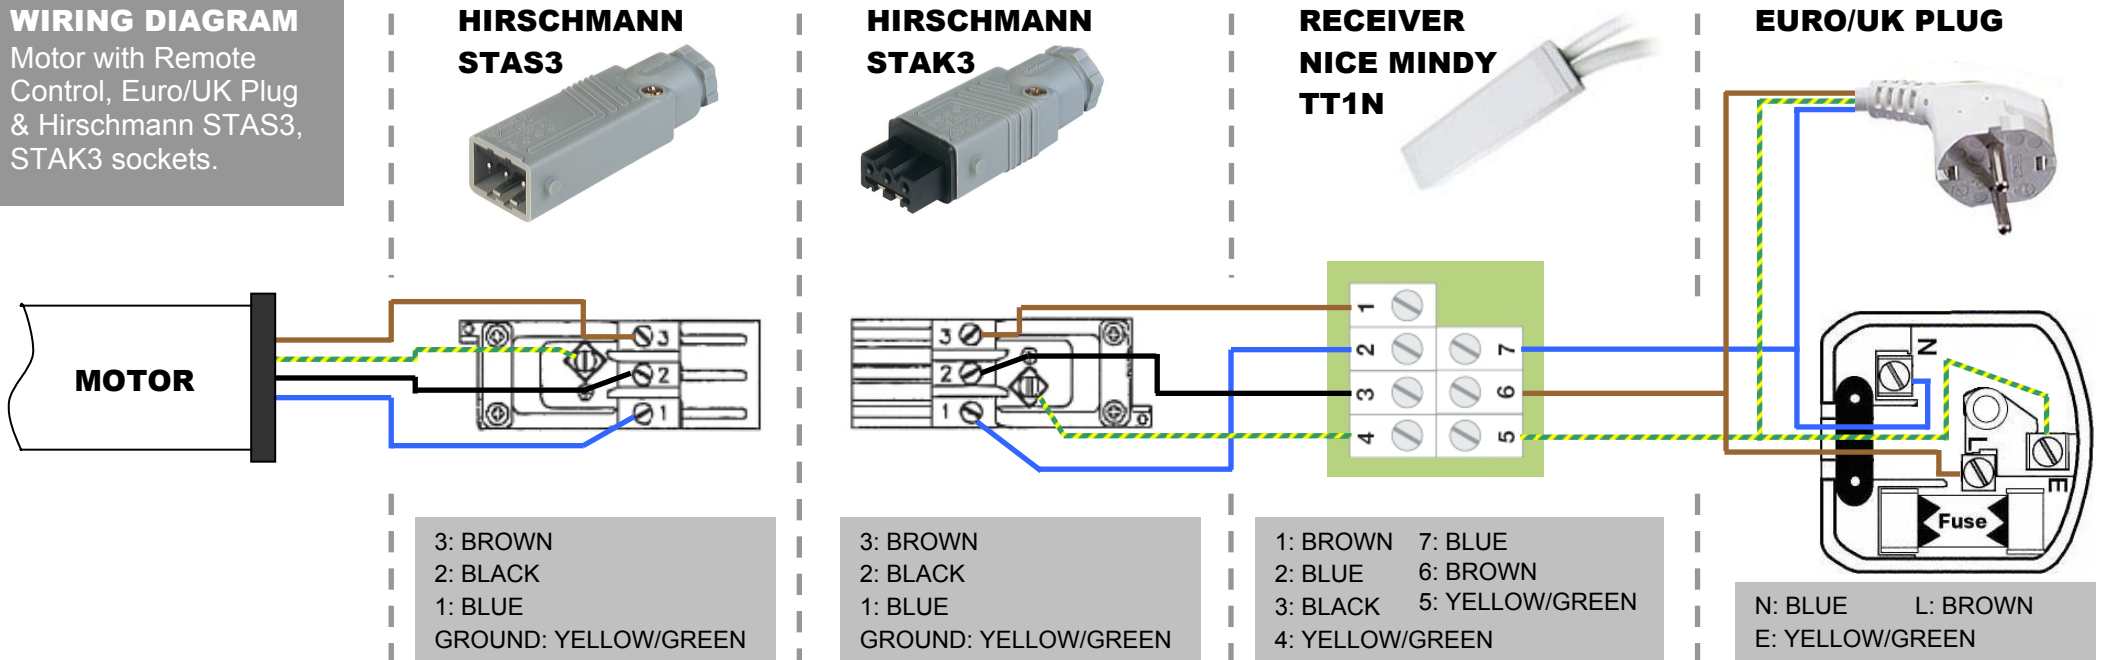 WIRING DIAGRAM
Motor with Remote
Control, Euro/UK Plug
& Hirschmann STAS3,
STAK3 sockets.
HIRSCHMANN
STAS3
HIRSCHMANN
STAK3
RECEIVER
NICE MINDY
TT1N
EURO/UK PLUG
MOTOR
3
2
1
3
2
1
1
2
3
4
7
6
5
N
L
E
Fuse
3: BROWN
2: BLACK
1: BLUE
GROUND: YELLOW/GREEN
3: BROWN
2: BLACK
1: BLUE
GROUND: YELLOW/GREEN
1: BROWN 7: BLUE
2: BLUE 6: BROWN
3: BLACK 5: YELLOW/GREEN
4: YELLOW/GREEN
N: BLUE L: BROWN
E: YELLOW/GREEN